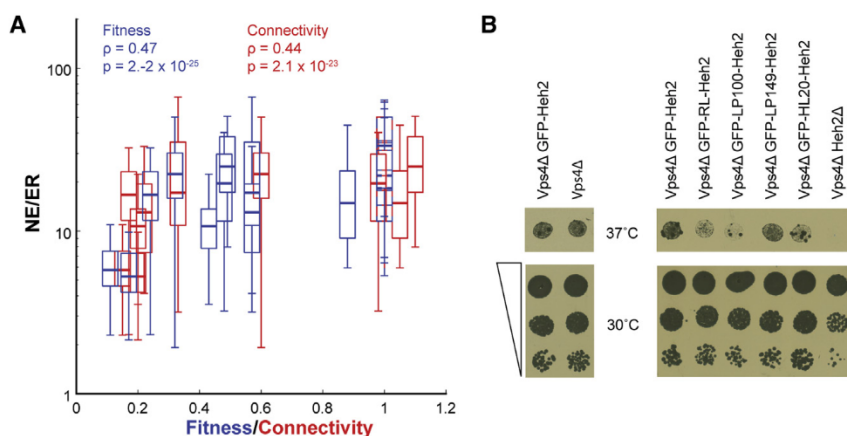 A
Fitness
ρ = 0.47
p = 2.-2 x 10-25
Connectivity
ρ = 0.44
p = 2.1 x 10-23
NE/ER
100
10
1
0
0.2
0.4
0.6
0.8
1
1.2
Fitness/Connectivity
B
Vps4Δ GFP-Heh2
Vps4Δ
Vps4Δ GFP-Heh2
Vps4Δ GFP-RL-Heh2
Vps4Δ GFP-LP100-Heh2
Vps4Δ GFP-LP149-Heh2
Vps4Δ GFP-HL20-Heh2
Vps4Δ Heh2Δ
37°C
30°C